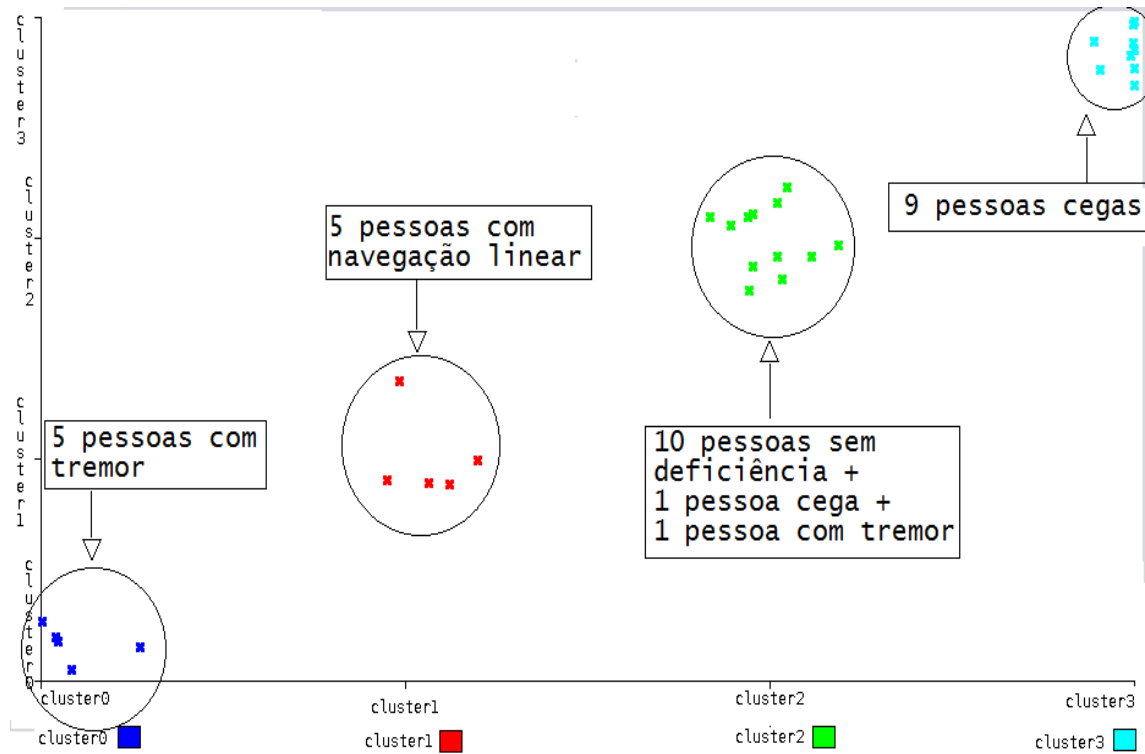 cluster3
cluster2
cluster1
cluster0
9 pessoas cegas
5 pessoas com
navegação linear
5 pessoas com
tremor
10 pessoas sem
deficiência +
1 pessoa cega +
1 pessoa com tremor
cluster0
cluster1
cluster2
cluster3
cluster0
cluster1
cluster2
cluster3